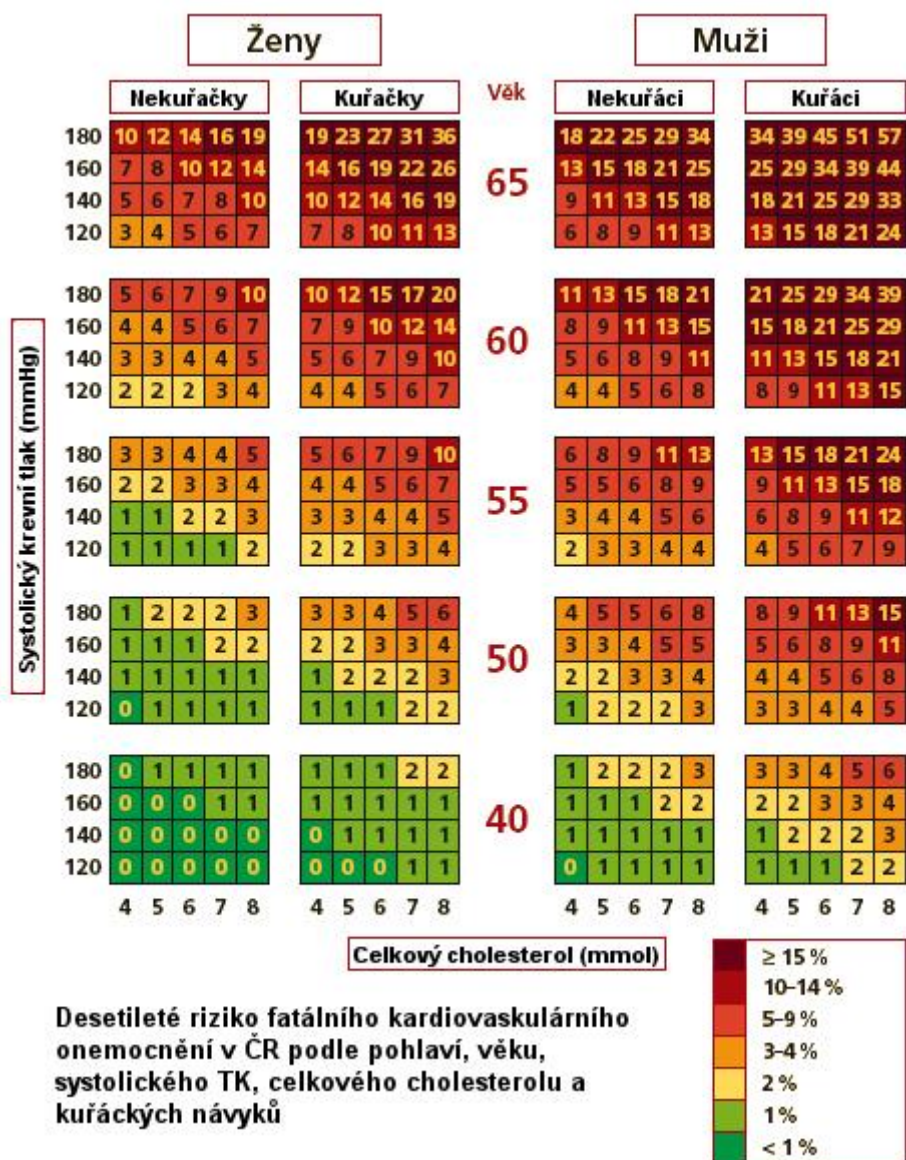 Ženy Muži
Nekuřačky Kuřačky Věk Nekuřáci Kuřáci
180 10 12 14 16 19 19 23 27 31 36 18 22 25 29 34 34 39 45 51 57
160 7 8 10 12 14 14 16 19 22 26 13 15 18 21 25 25 29 34 39 44
65
140 5 6 7 8 10 10 12 14 16 19 9 11 13 15 18 18 21 25 29 33
120 3 4 5 6 7 7 8 10 11 13 6 8 9 11 13 13 15 18 21 24
180 5 6 7 9 10 10 12 15 17 20 11 13 15 18 21 21 25 29 34 39
160 4 4 5 6 7 7 9 10 12 14 8 9 11 13 15 15 18 21 25 29
60
140 3 3 4 4 5 5 6 7 9 10 5 6 8 9 11 11 13 15 18 21
120 2 2 2 3 4 4 4 5 6 7 4 4 5 6 8 8 9 11 13 15
Systolický krevní tlak (mmHg)
180 3 3 4 4 5 5 6 7 9 10 6 8 9 11 13 13 15 18 21 24
160 2 2 3 3 4 4 4 5 6 7 5 5 6 8 9 9 11 13 15 18
55
140 1 1 2 2 3 3 3 4 4 5 3 4 4 5 6 6 8 9 11 12
120 1 1 1 1 2 2 2 3 3 4 2 3 3 4 4 4 5 6 7 9
180 1 2 2 2 3 3 3 4 5 6 4 5 5 6 8 8 9 11 13 15
160 1 1 1 2 2 2 2 3 3 4 3 3 4 5 5 5 6 8 9 11
50
140 1 1 1 1 1 1 2 2 2 3 2 2 3 3 4 4 4 5 6 8
120 0 1 1 1 1 1 1 1 2 2 1 2 2 2 3 3 3 4 4 5
180 0 1 1 1 1 1 1 1 2 2 1 2 2 2 3 3 3 4 5 6
160 0 0 0 1 1 1 1 1 1 1 1 1 1 2 2 2 2 3 3 4
40
140 0 0 0 0 0 0 1 1 1 1 1 1 1 1 1 1 2 2 2 3
120 0 0 0 0 0 0 0 0 1 1 0 1 1 1 1 1 1 1 2 2
4 5 6 7 8 4 5 6 7 8 4 5 6 7 8 4 5 6 7 8
Celkový cholesterol (mmol)
≥ 15 %
10–14 %
5–9 %
3–4 %
2 %
1 %
< 1 %
Desetileté riziko fatálního kardiovaskulárního
onemocnění v ČR podle pohlaví, věku,
systolického TK, celkového cholesterolu a
kuřáckých návyků